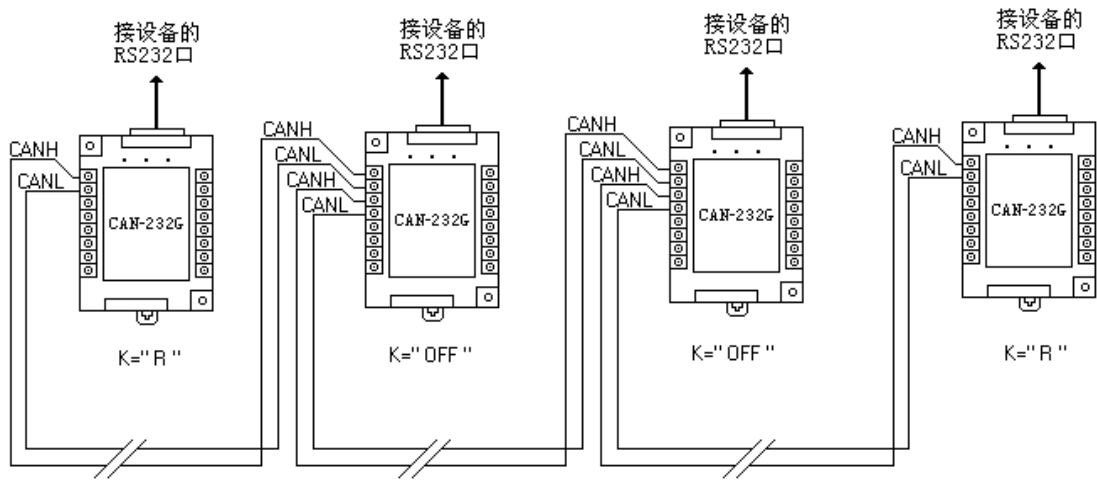 接设备的
RS232口
接设备的
RS232口
接设备的
RS232口
接设备的
RS232口
CANH
CANL
CAN-232G
CANH
CANL
CANH
CANL
CAN-232G
CANH
CANL
CANH
CANL
CAN-232G
CANH
CANL
CAN-232G
K="R"
K="OFF"
K="OFF"
K="R"